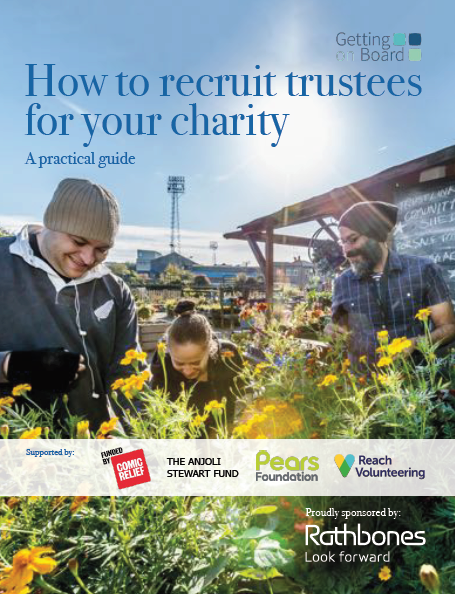 Getting
on Board
How to recruit trustees
for your charity
A practical guide
Supported by:
FUNDED
BY
COMIC
RELIEF
THE ANJOLI
STEWART FUND
Pears
Foundation
Reach
Volunteering
Proudly sponsored by:
Rathbones
Look forward